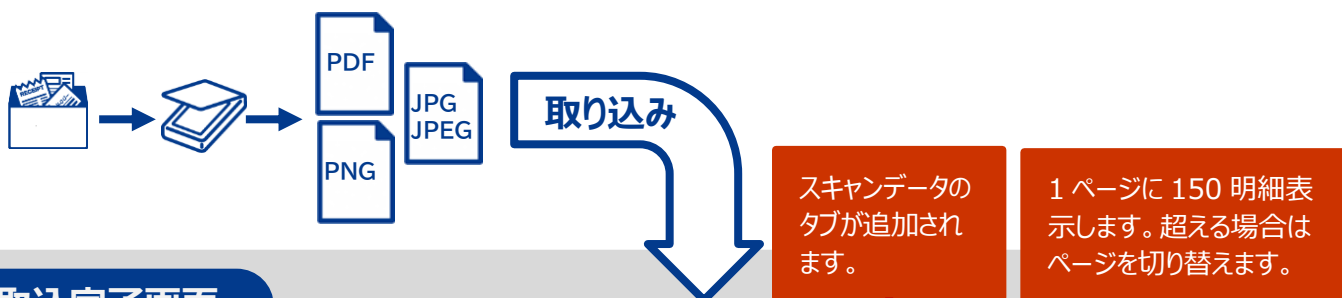 RECEIPT
PDF
JPG
JPEG
PNG
取り込み
スキャンデータの
タブが追加され
ます。
1 ページに 150 明細表
示します。超える場合は
ページを切り替えます。